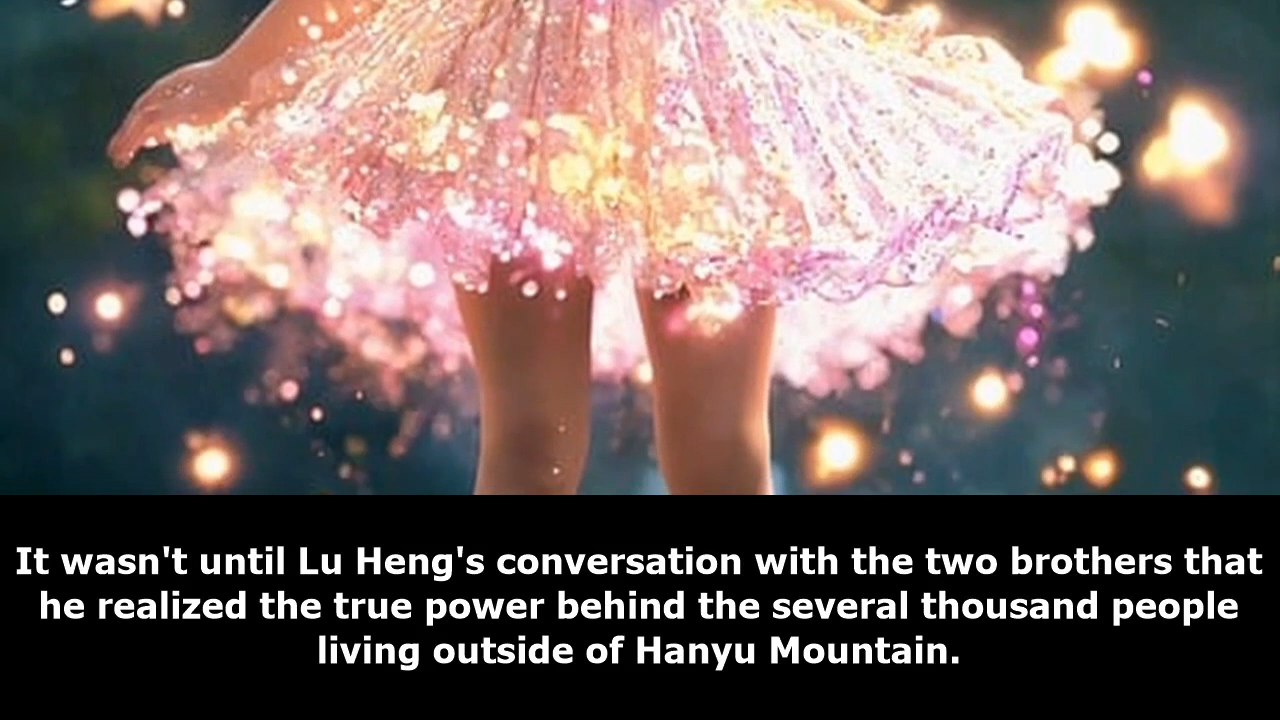 It wasn't until Lu Heng's conversation with the two brothers that
he realized the true power behind the several thousand people
living outside of Hanyu Mountain.